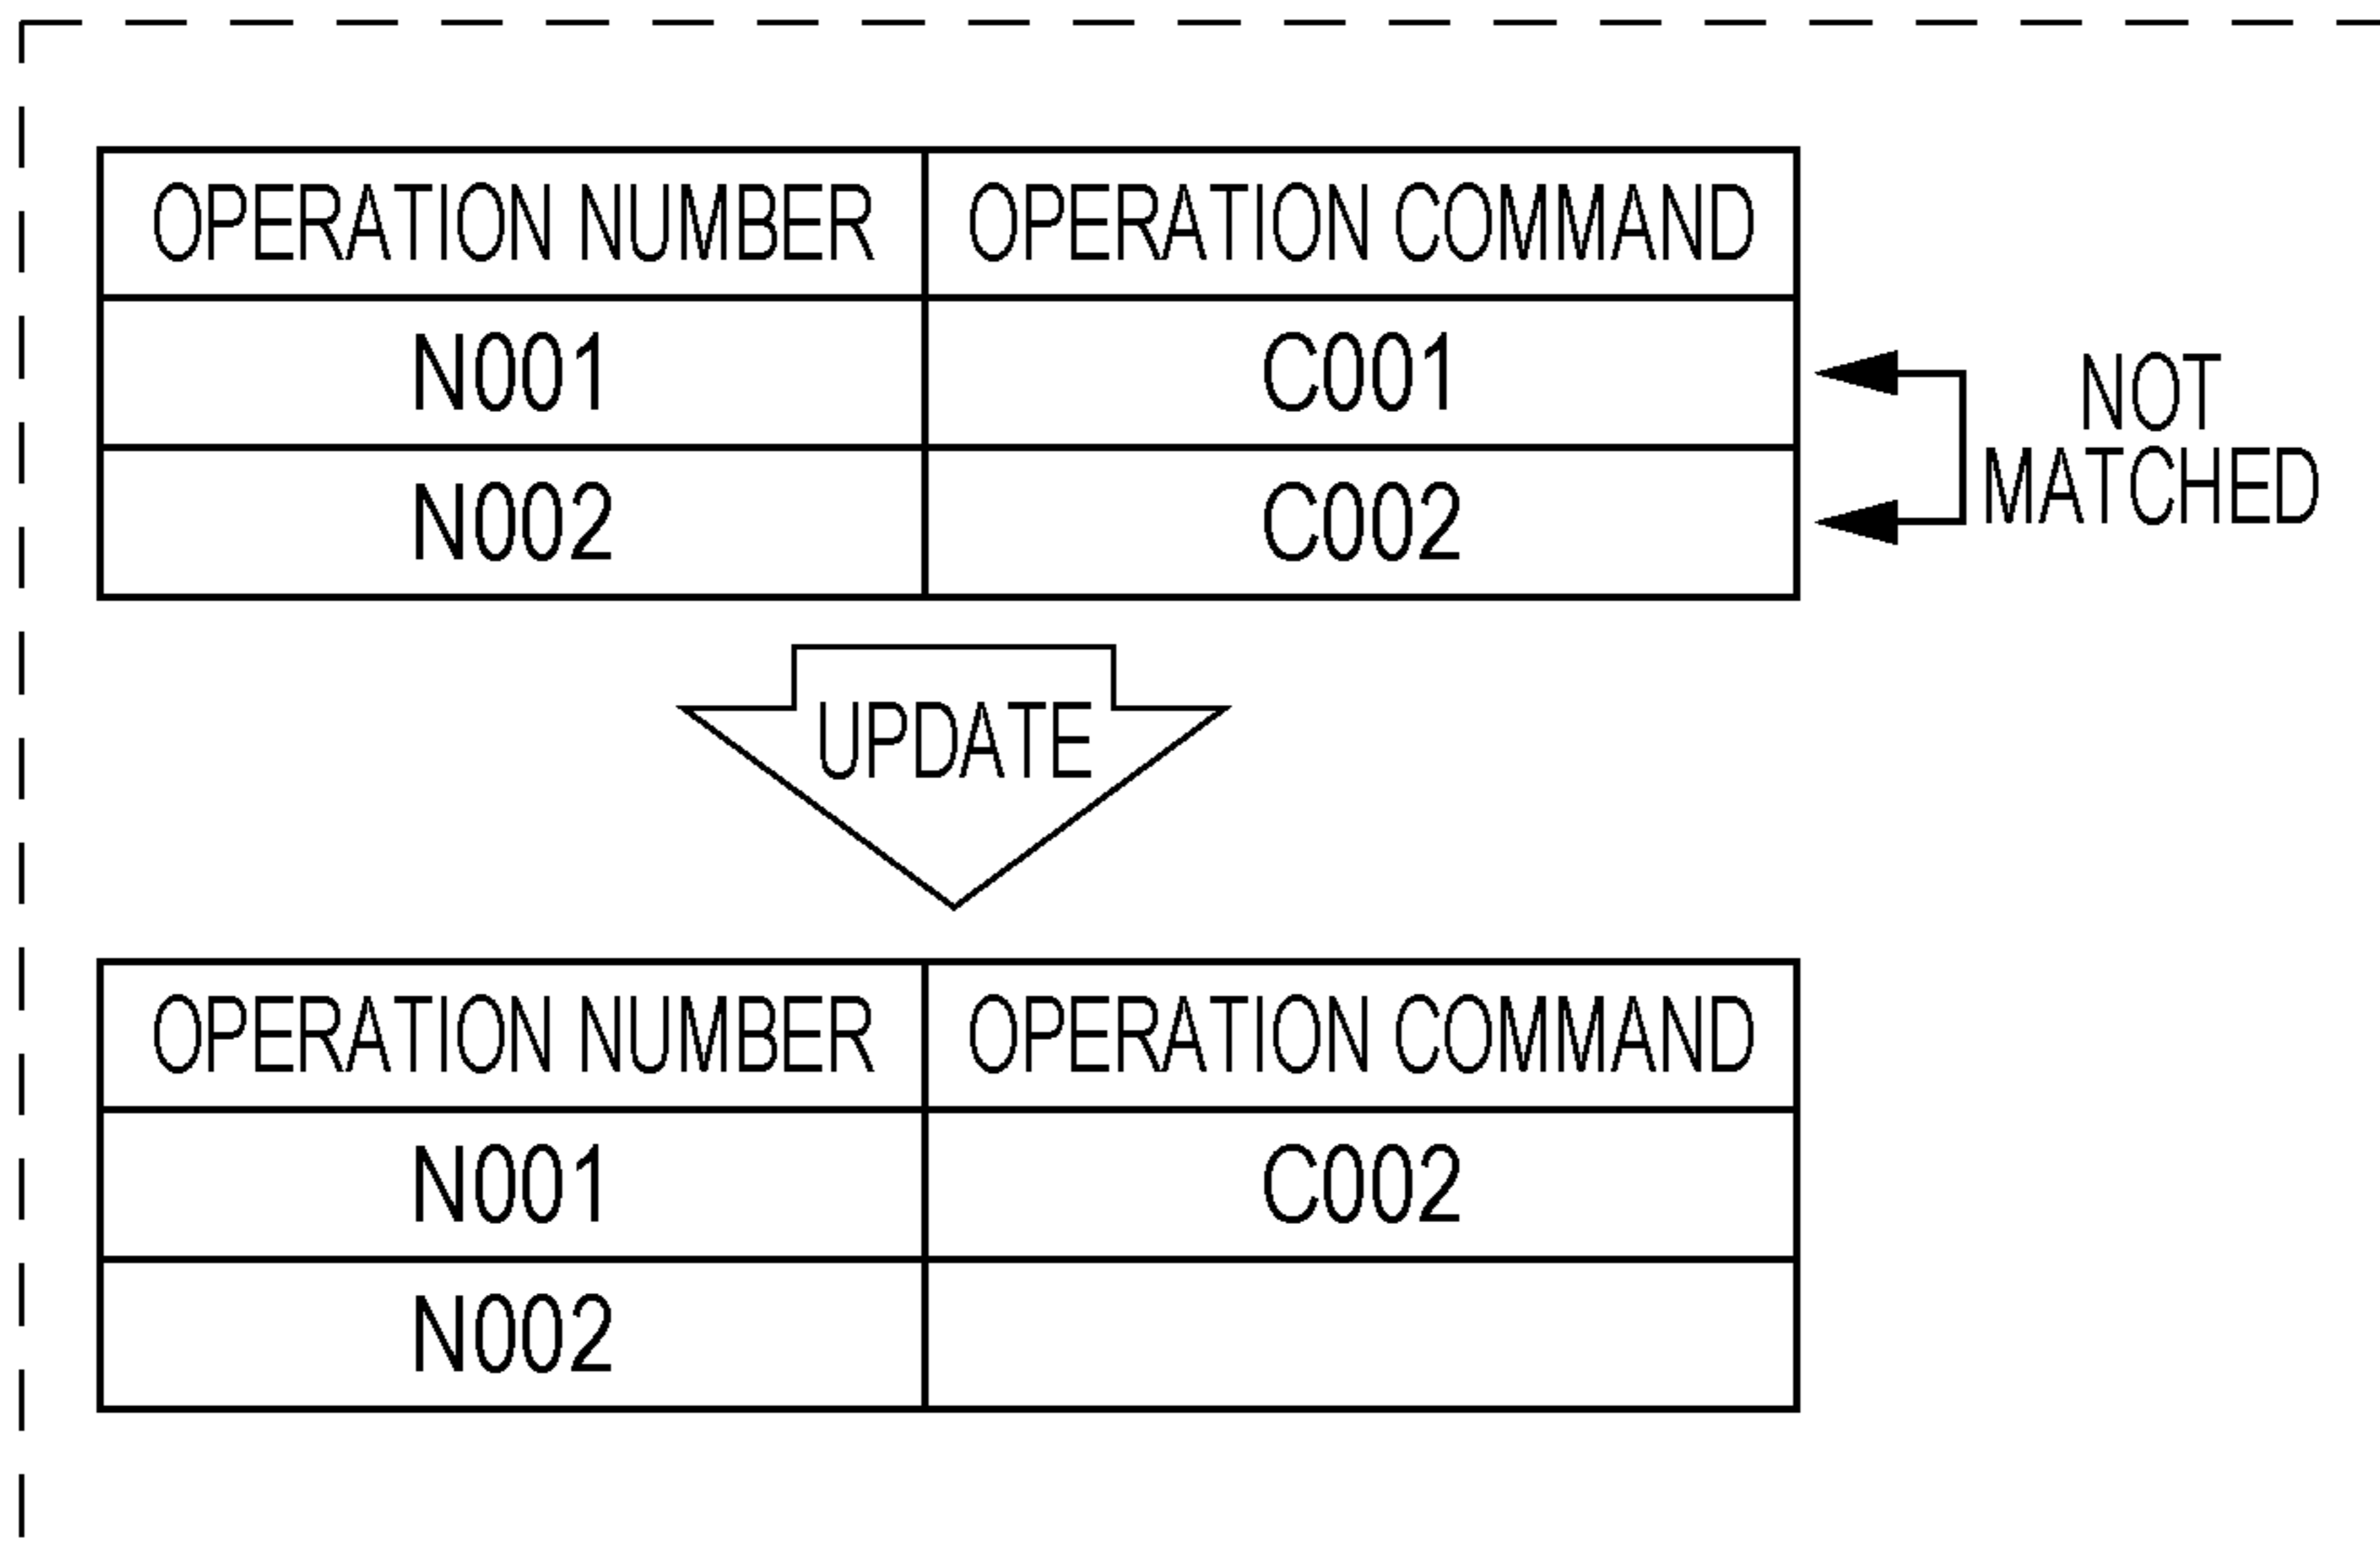 OPERATION NUMBER OPERATION COMMAND
N001 C001
N002 C002
NOT
MATCHED
UPDATE
OPERATION NUMBER OPERATION COMMAND
N001 C002
N002